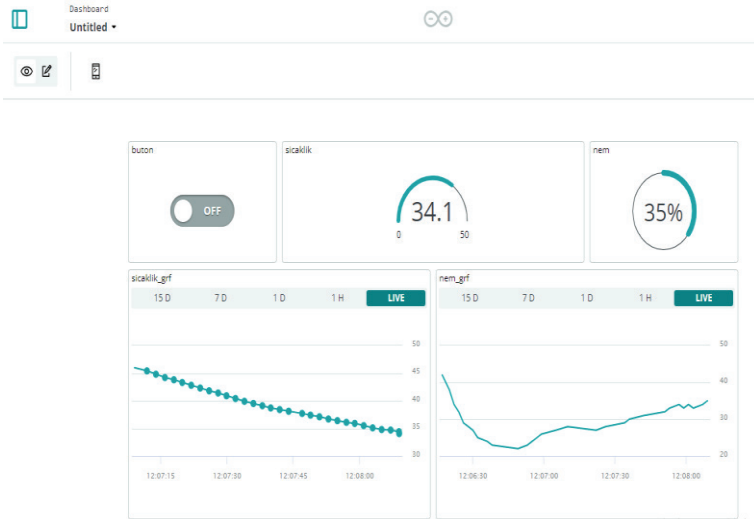 Dashboard
Untitled
buton
OFF
sicaklik
34.1
0 50
nem
35%
sicaklik_grf
15 D 7 D 1 D 1 H LIVE
50
45
40
35
30
12:07:15 12:07:30 12:07:45 12:08:00
nem_grf
15 D 7 D 1 D 1 H LIVE
50
40
30
20
12:06:30 12:07:00 12:07:30 12:08:00